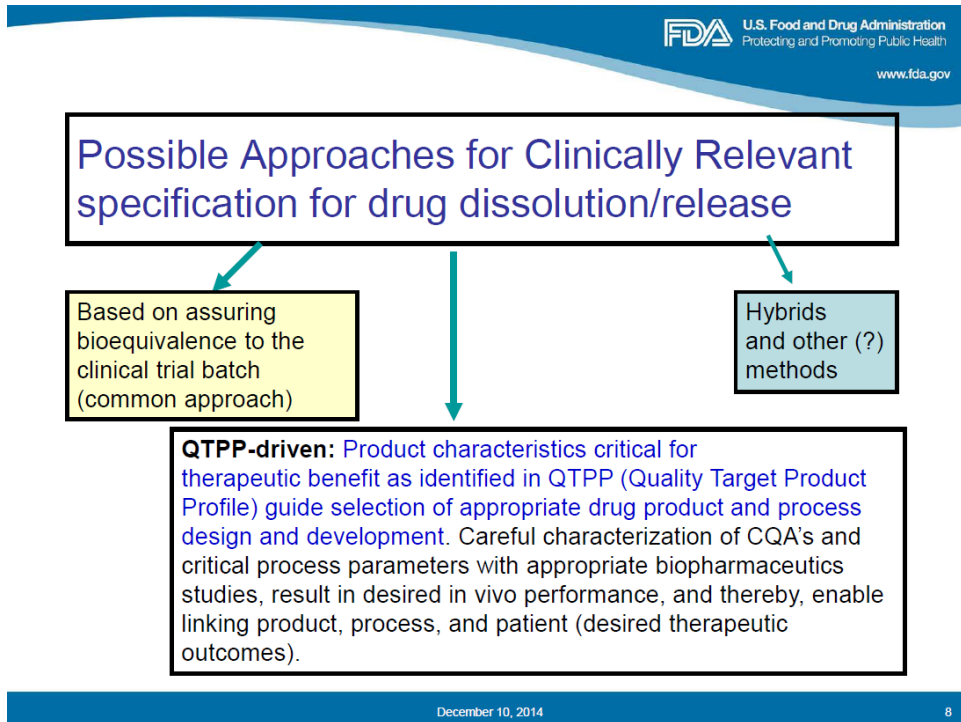 FDA
U.S. Food and Drug Administration
Protecting and Promoting Public Health
www.fda.gov
Possible Approaches for Clinically Relevant
specification for drug dissolution/release
Based on assuring
bioequivalence to the
clinical trial batch
(common approach)
Hybrids
and other (?)
methods
QTPP-driven: Product characteristics critical for
therapeutic benefit as identified in QTPP (Quality Target Product
Profile) guide selection of appropriate drug product and process
design and development. Careful characterization of CQA's and
critical process parameters with appropriate biopharmaceutics
studies, result in desired in vivo performance, and thereby, enable
linking product, process, and patient (desired therapeutic
outcomes).
December 10, 2014
8